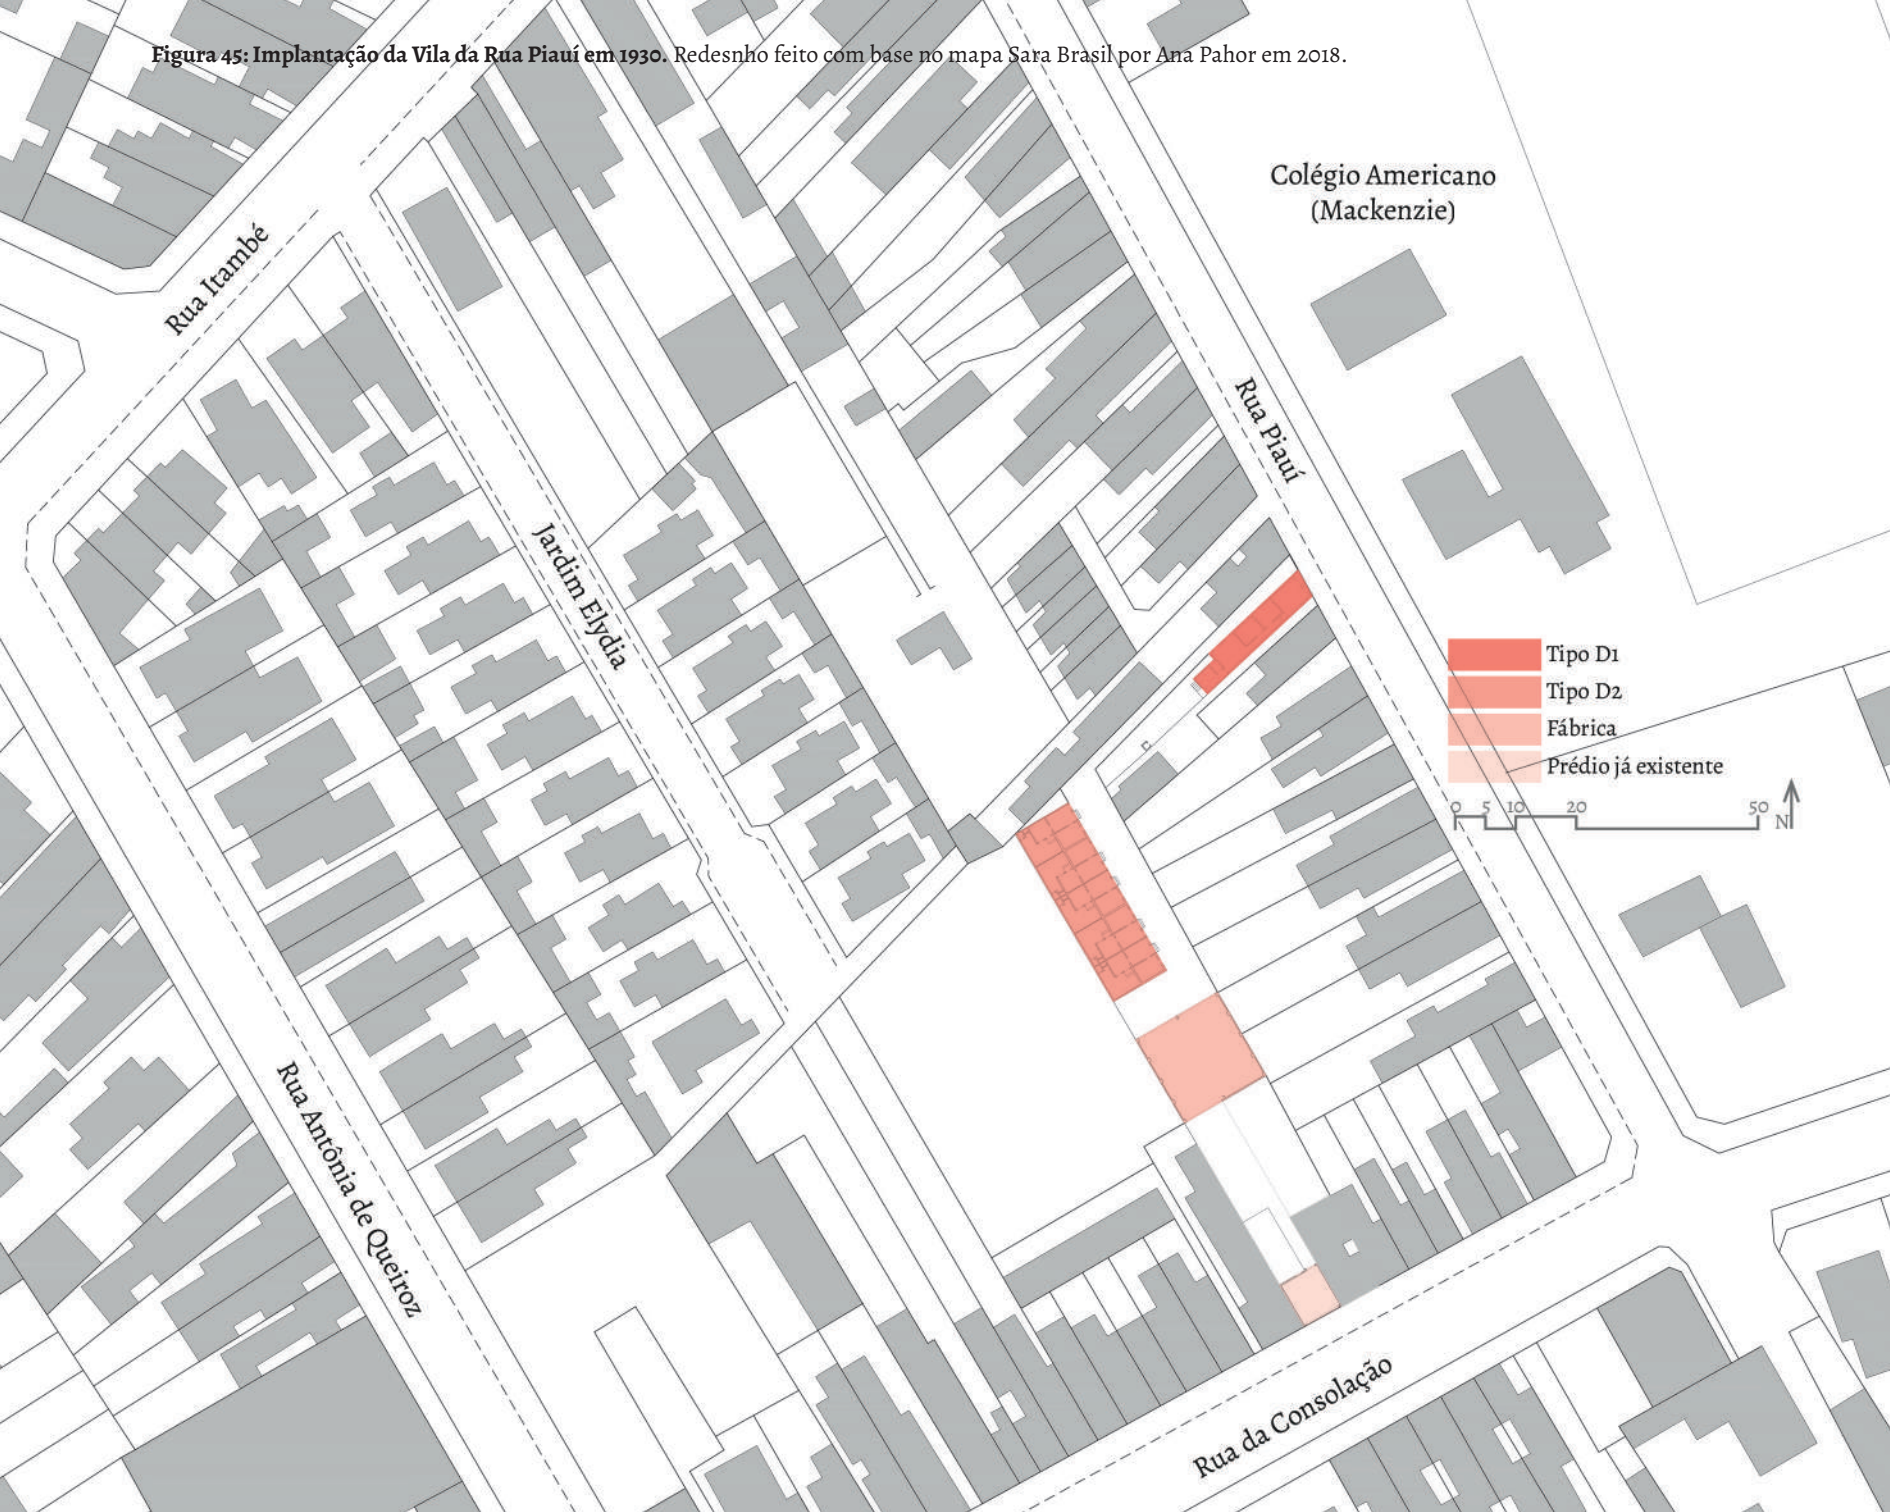 Figura 45: Implantação da Vila da Rua Piauí em 1930. Redesnho feito com base no mapa Sara Brasil por Ana Pahor em 2018.
Colégio Americano
(Mackenzie)
Rua Itambé
Rua Piauí
Jardim Elydia
Tipo D1
Tipo D2
Fábrica
Prédio já existente
0 5 10 20 50 N
Rua Antônia de Queiroz
Rua da Consolação